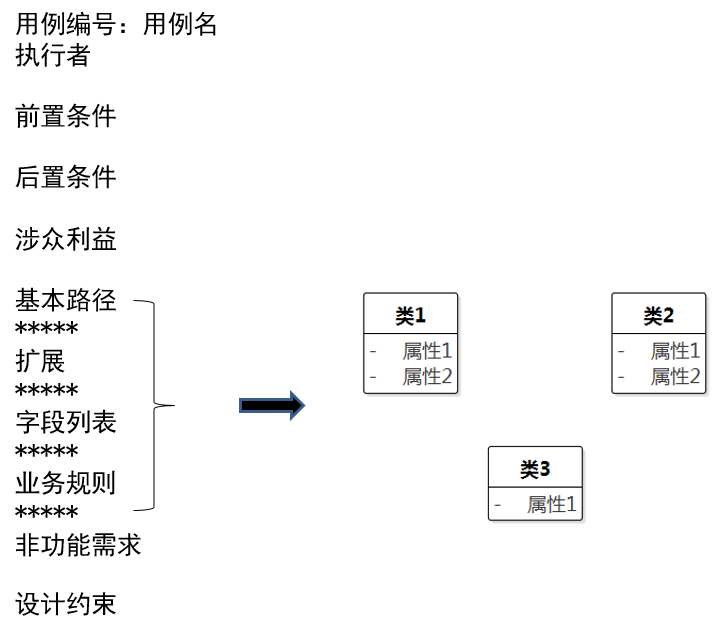 用例编号：用例名
执行者
前置条件
后置条件
涉众利益
基本路径
*****
扩展
*****
字段列表
*****
业务规则
*****
非功能需求
设计约束
类1
- 属性1
- 属性2
类2
- 属性1
- 属性2
类3
- 属性1